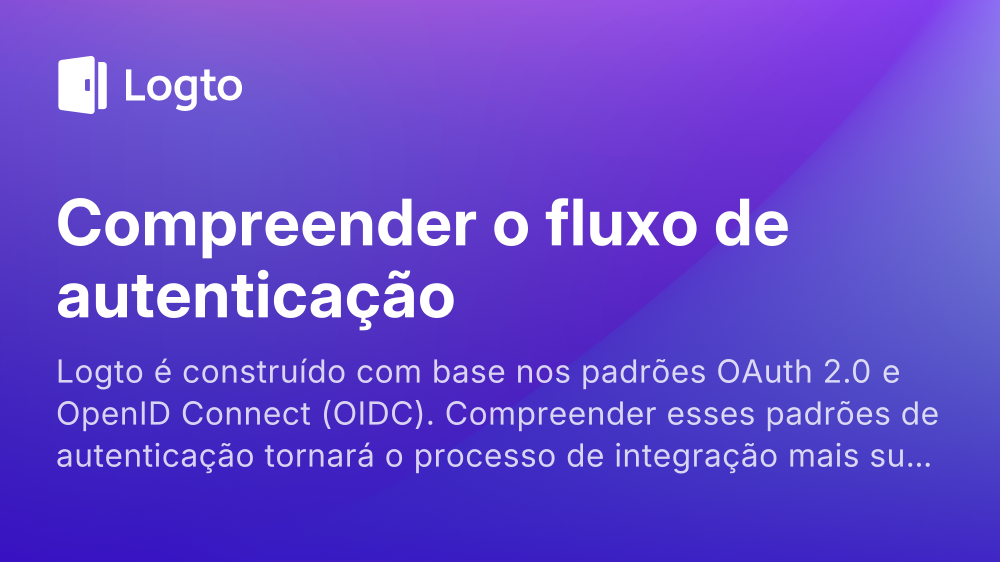 Logto
Compreender o fluxo de
autenticação
Logto é construído com base nos padrões OAuth 2.0 e
OpenID Connect (OIDC). Compreender esses padrões de
autenticação tornará o processo de integração mais su...